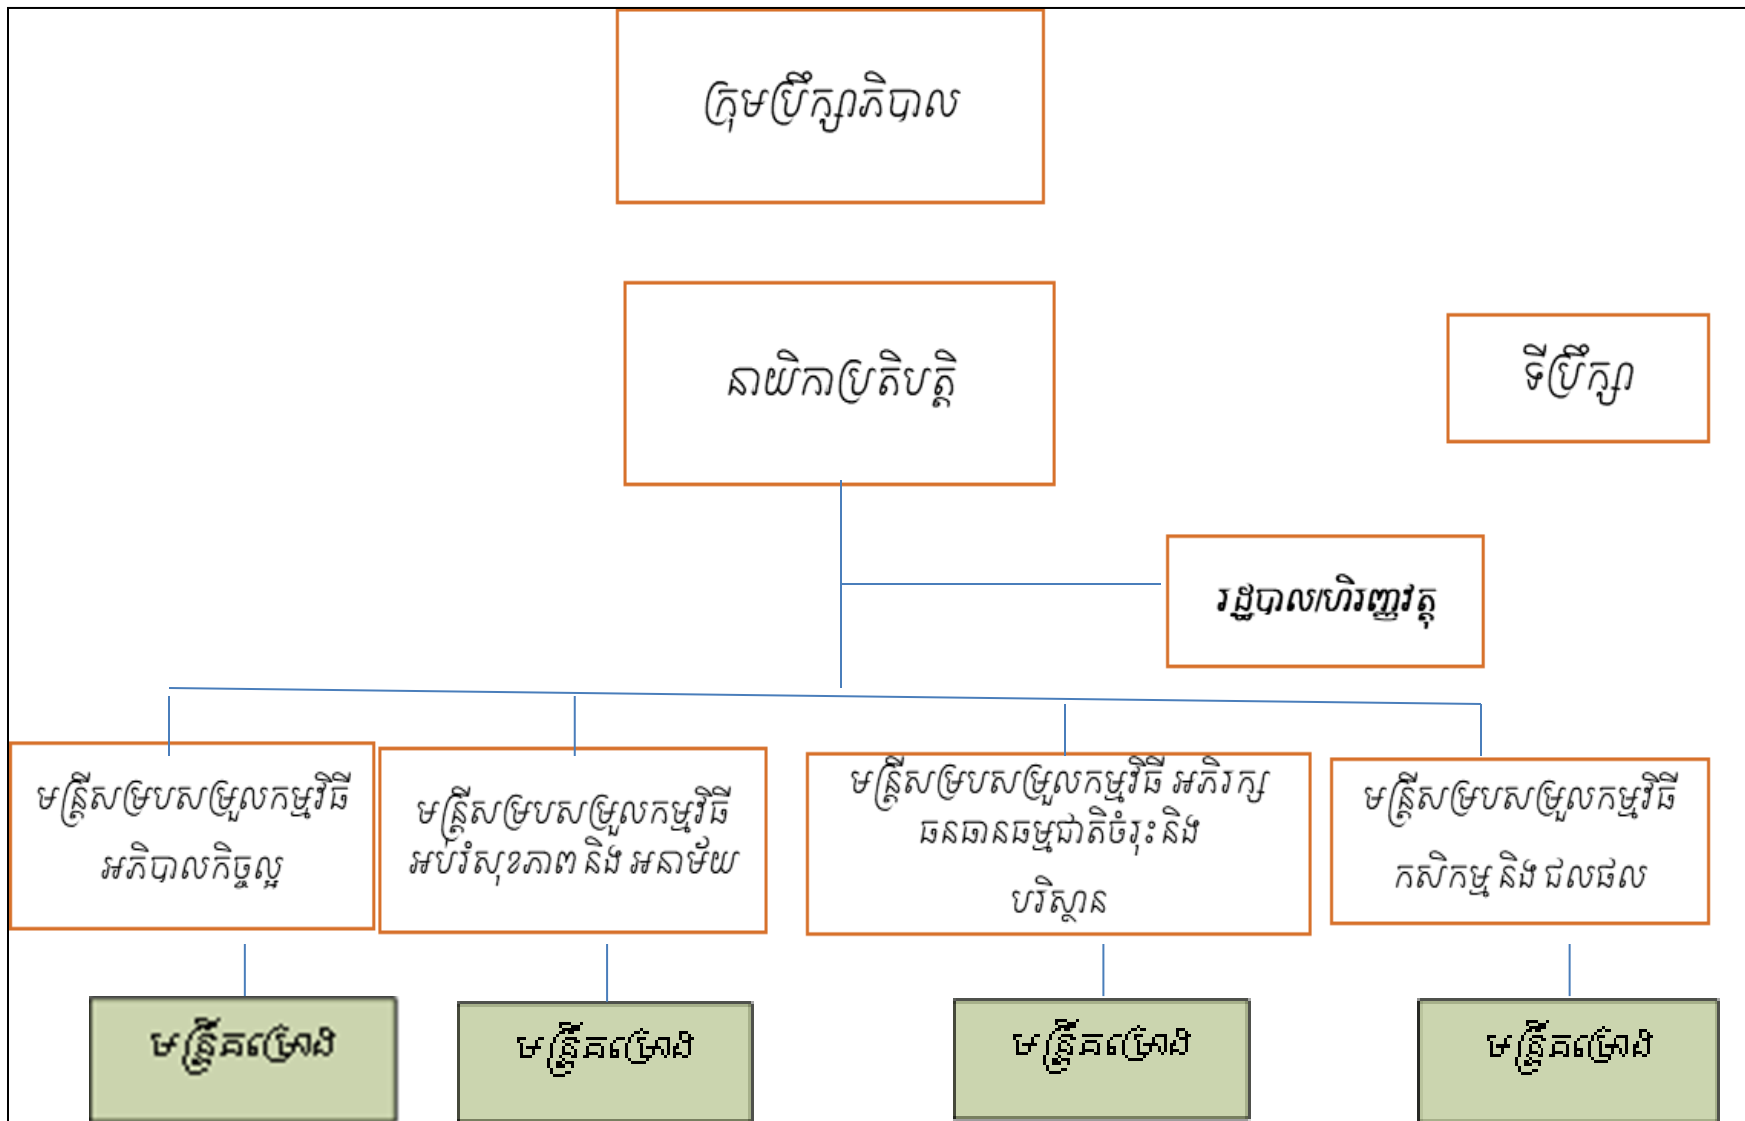 ក្រុមប្រឹក្សាភិបាល
នាយិកាប្រតិបត្តិ
ទីប្រឹក្សា
រដ្ឋបាល/ហិរញ្ញវត្ថុ
មន្ត្រីសម្របសម្រួលកម្មវិធី
អភិបាលកិច្ចល្អ
មន្ត្រីសម្របសម្រួលកម្មវិធី
អប់រំសុខភាព និង អនាម័យ
មន្ត្រីសម្របសម្រួលកម្មវិធី អភិរក្ស
ធនធានធម្មជាតិចំរុះ និង
បរិស្ថាន
មន្ត្រីសម្របសម្រួលកម្មវិធី
កសិកម្ម និង ជលផល
មន្ត្រីគម្រោង
មន្ត្រីគម្រោង
មន្ត្រីគម្រោង
មន្ត្រីគម្រោង